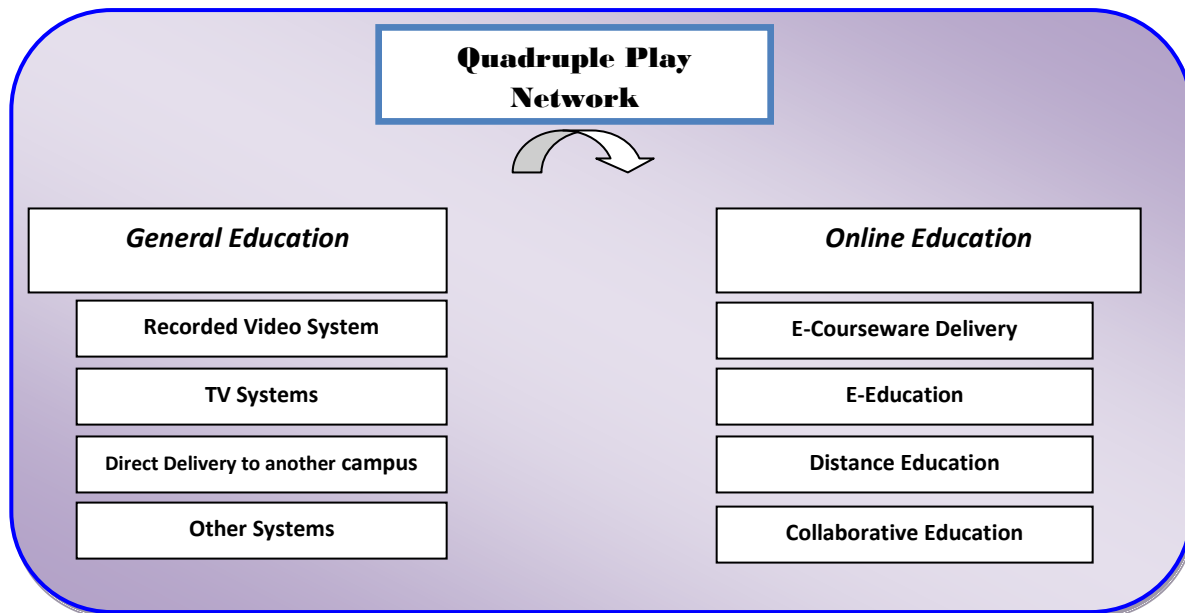 Quadruple Play
Network
General Education
Recorded Video System
TV Systems
Direct Delivery to another campus
Other Systems
Online Education
E-Courseware Delivery
E-Education
Distance Education
Collaborative Education